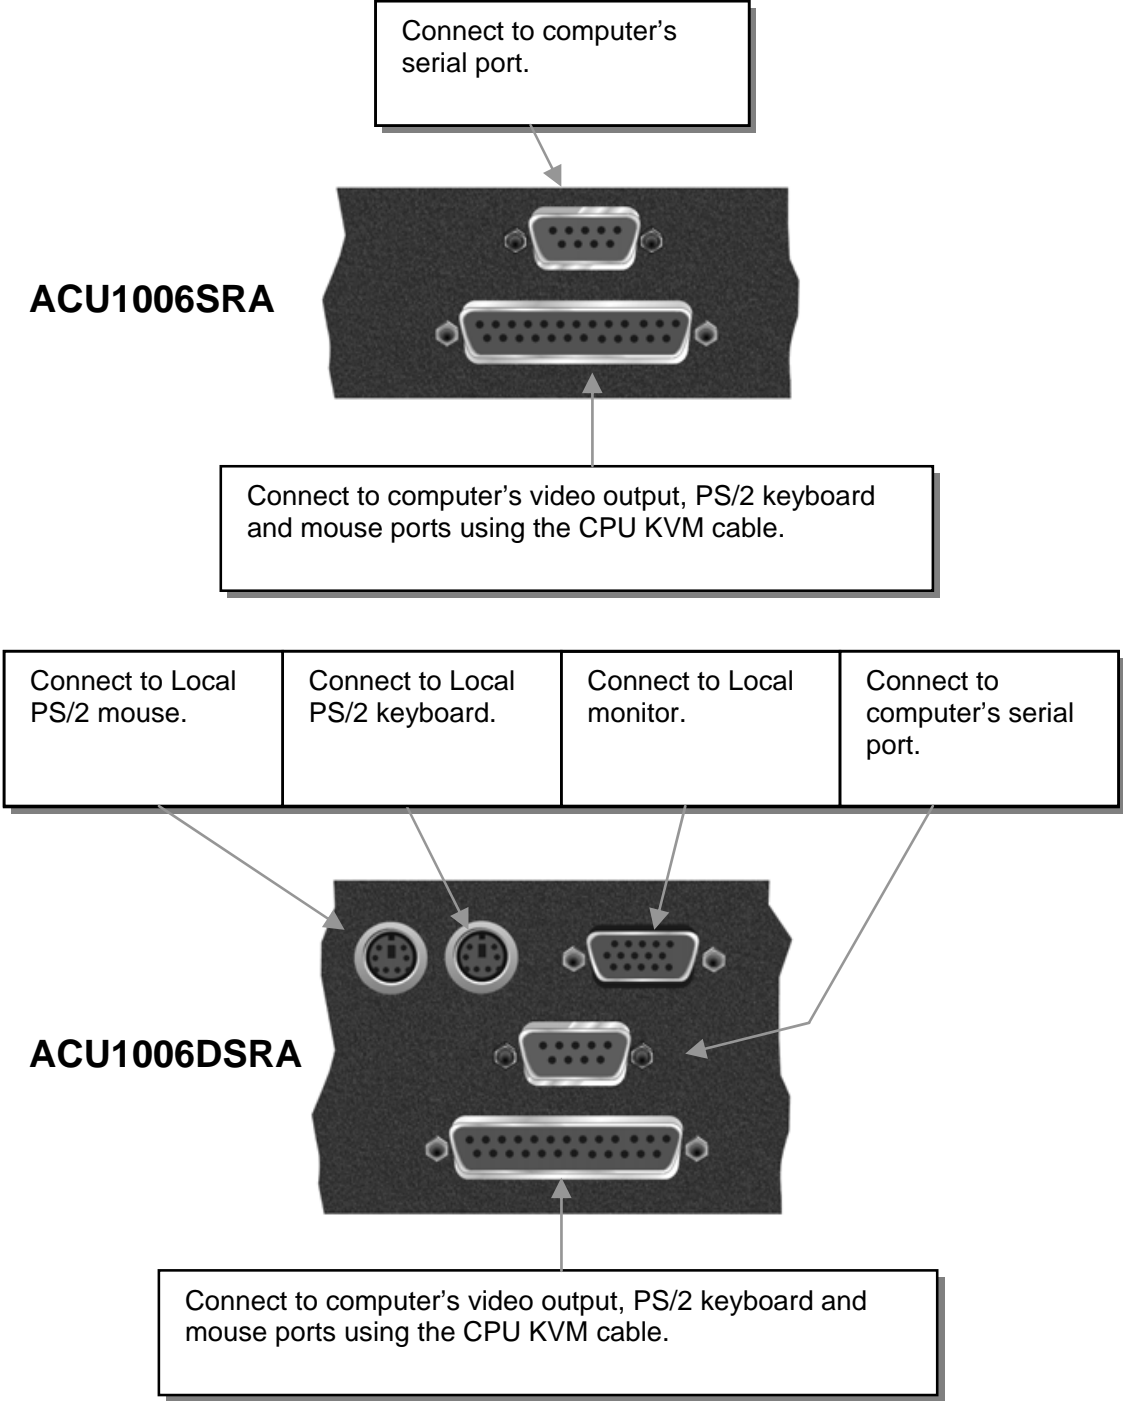 Connect to computer’s
serial port.
ACU1006SRA
Connect to computer’s video output, PS/2 keyboard
and mouse ports using the CPU KVM cable.
Connect to Local
PS/2 mouse.
Connect to Local
PS/2 keyboard.
Connect to Local
monitor.
Connect to
computer’s serial
port.
ACU1006DSRA
Connect to computer’s video output, PS/2 keyboard and
mouse ports using the CPU KVM cable.